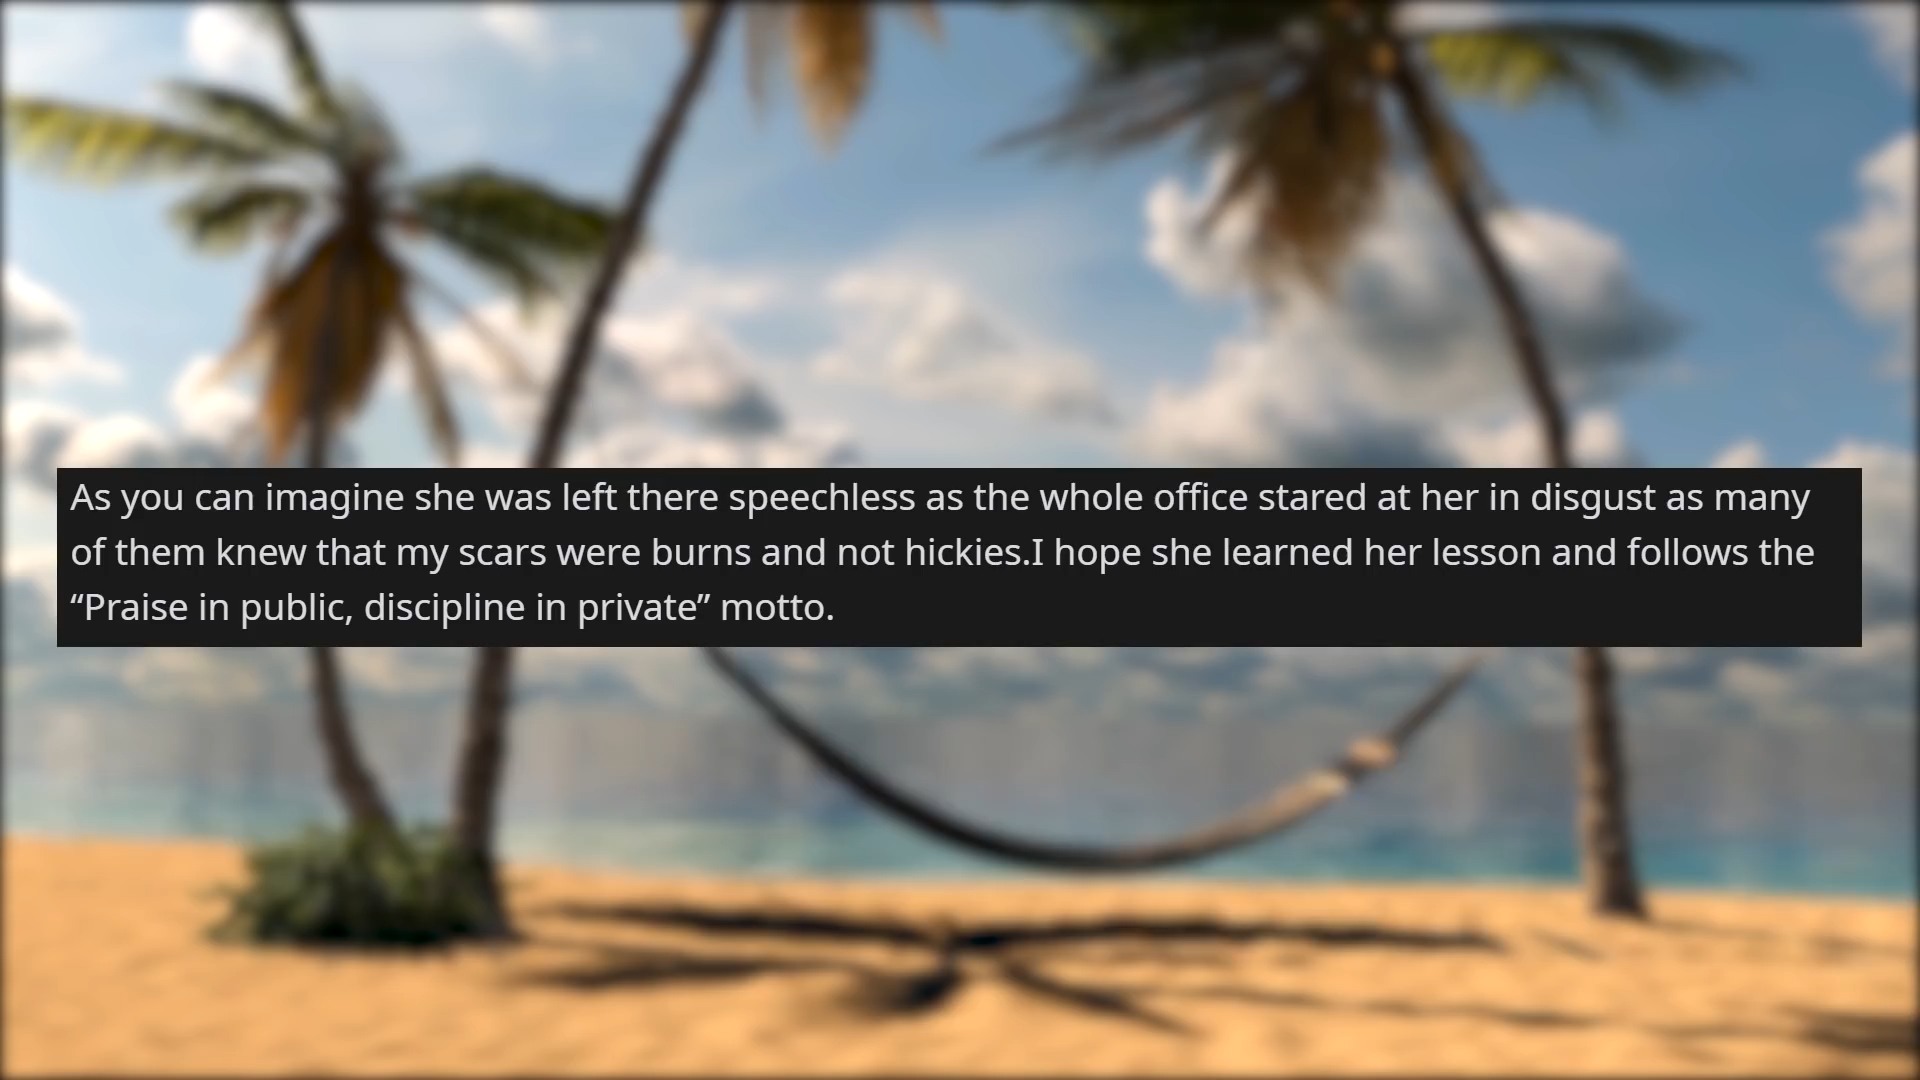 As you can imagine she was left there speechless as the whole office stared at her in disgust as many
of them knew that my scars were burns and not hickies.I hope she learned her lesson and follows the
“Praise in public, discipline in private” motto.